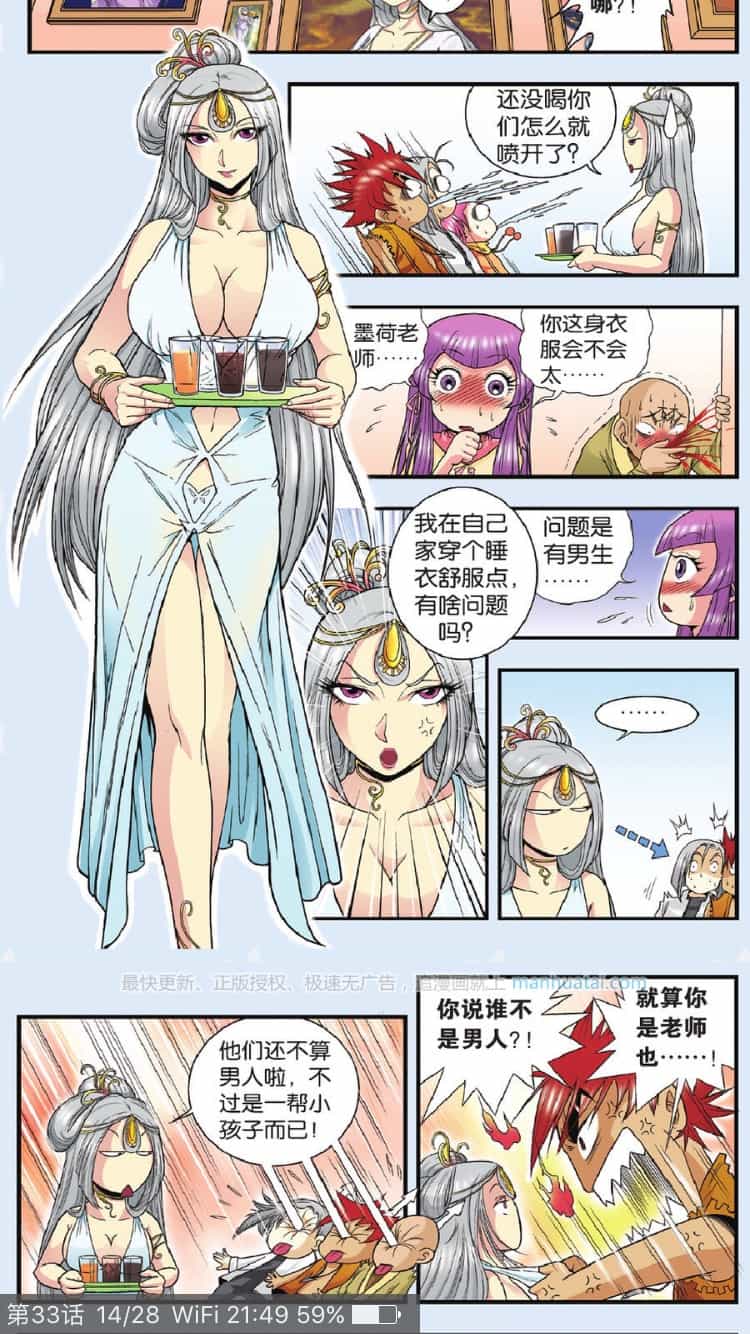 哪?!
还没喝你
们怎么就
喷开了?
墨荷老
师……
你这身衣
服会不会
太……
我在自己
家穿个睡
衣舒服点,
有啥问题
吗?
问题是
有男生
……
……
最快更新、正版授权、极速无广告,追漫画就上 manhuatai.com
他们还不算
男人啦,不
过是一帮小
孩子而已!
你说谁不
是男人?!
就算你
是老师
也……!
第33话 14/28 WiFi 21:49 59%